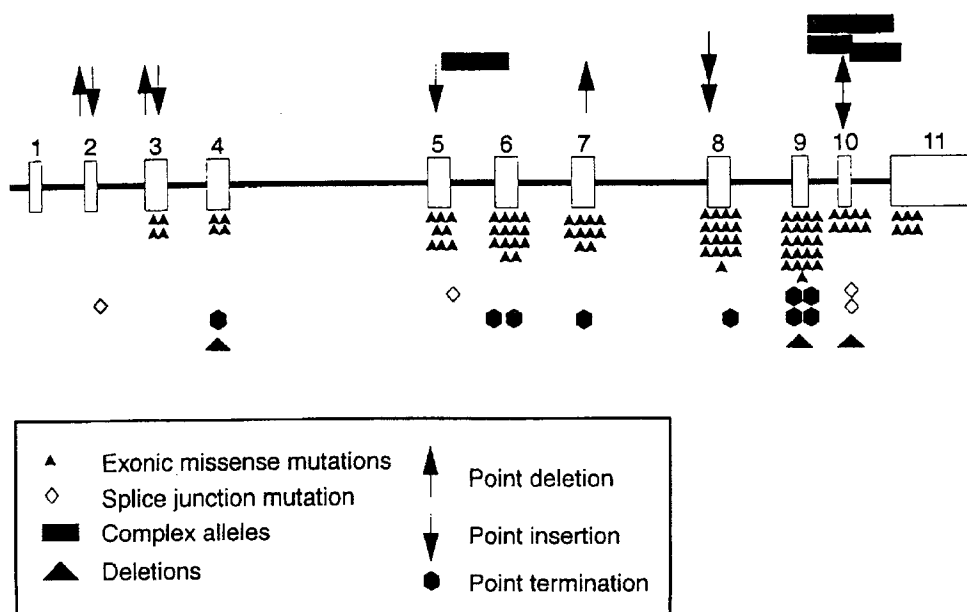 1 2 3 4 5 6 7 8 9 10 11
Exonic missense mutations
Splice junction mutation
Complex alleles
Deletions
Point deletion
Point insertion
Point termination